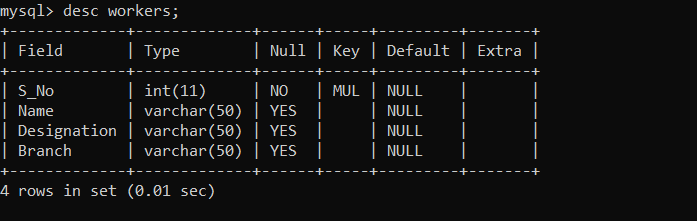 mysql> desc workers;
+-------------+-------------+------+-----+---------+-------+
| Field       | Type        | Null | Key | Default | Extra |
+-------------+-------------+------+-----+---------+-------+
| S_No        | int(11)     | NO   | MUL | NULL    |       |
| Name        | varchar(50) | YES  |     | NULL    |       |
| Designation | varchar(50) | YES  |     | NULL    |       |
| Branch      | varchar(50) | YES  |     | NULL    |       |
+-------------+-------------+------+-----+---------+-------+
4 rows in set (0.01 sec)